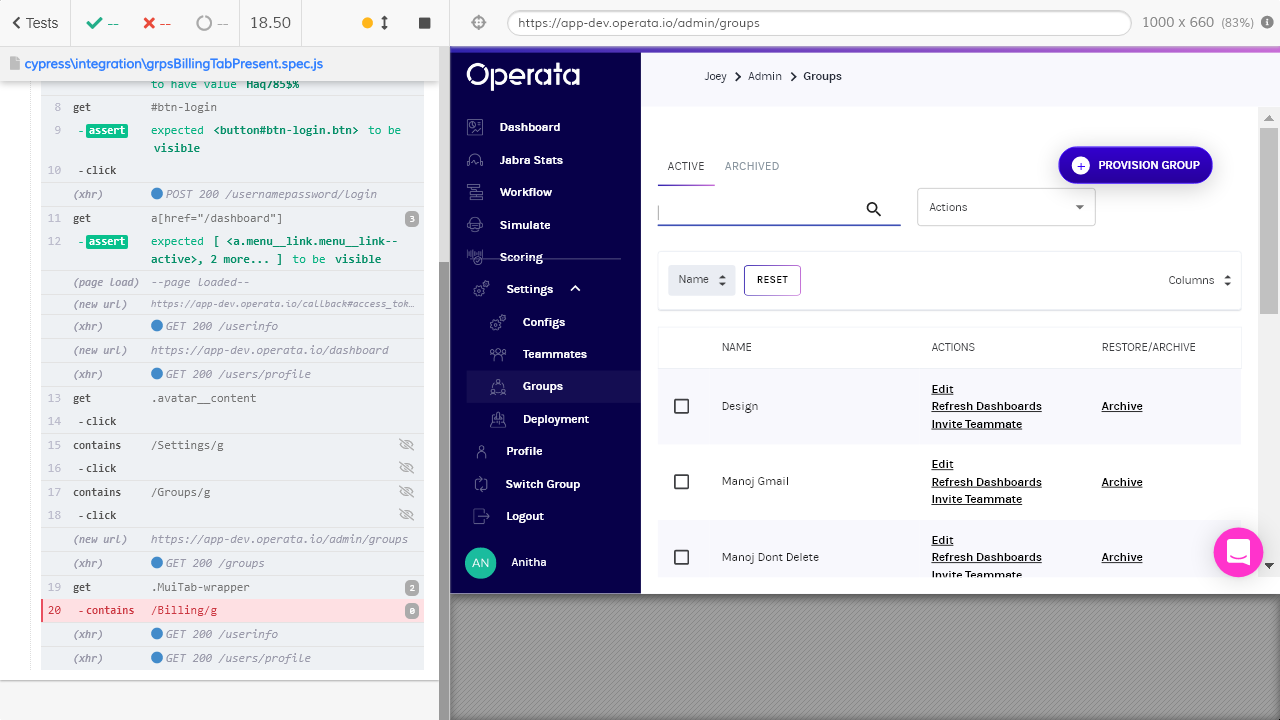 Tests
--
--
--
18.50
https://app-dev.operata.io/admin/groups
1000 x 660 (83%)
cypress\integration\grpsBillingTabPresent.spec.js
to have value Haq785$%
8 get #btn-login
9 -assert expected <button#btn-login.btn> to be
visible
10 -click
(xhr) POST 200 /usernamepassword/login
11 get a[href="/dashboard"] 3
12 -assert expected [ <a.menu__link.menu__link--
active>, 2 more... ] to be visible
(page load) --page loaded--
(new url) https://app-dev.operata.io/callback#access_tok…
(xhr) GET 200 /userinfo
(new url) https://app-dev.operata.io/dashboard
(xhr) GET 200 /users/profile
13 get .avatar__content
14 -click
15 contains /Settings/g
16 -click
17 contains /Groups/g
18 -click
(new url) https://app-dev.operata.io/admin/groups
(xhr) GET 200 /groups
19 get .MuiTab-wrapper 2
20 -contains /Billing/g 0
(xhr) GET 200 /userinfo
(xhr) GET 200 /users/profile
Operata
Dashboard
Jabra Stats
Workflow
Simulate
Scoring
Settings
Configs
Teammates
Groups
Deployment
Profile
Switch Group
Logout
AN Anitha
Joey Admin Groups
ACTIVE ARCHIVED
PROVISION GROUP
Actions
Name RESET Columns
NAME ACTIONS RESTORE/ARCHIVE
Edit
Design Refresh Dashboards Archive
Invite Teammate
Edit
Manoj Gmail Refresh Dashboards Archive
Invite Teammate
Edit
Manoj Dont Delete Refresh Dashboards Archive
Invite Teammate